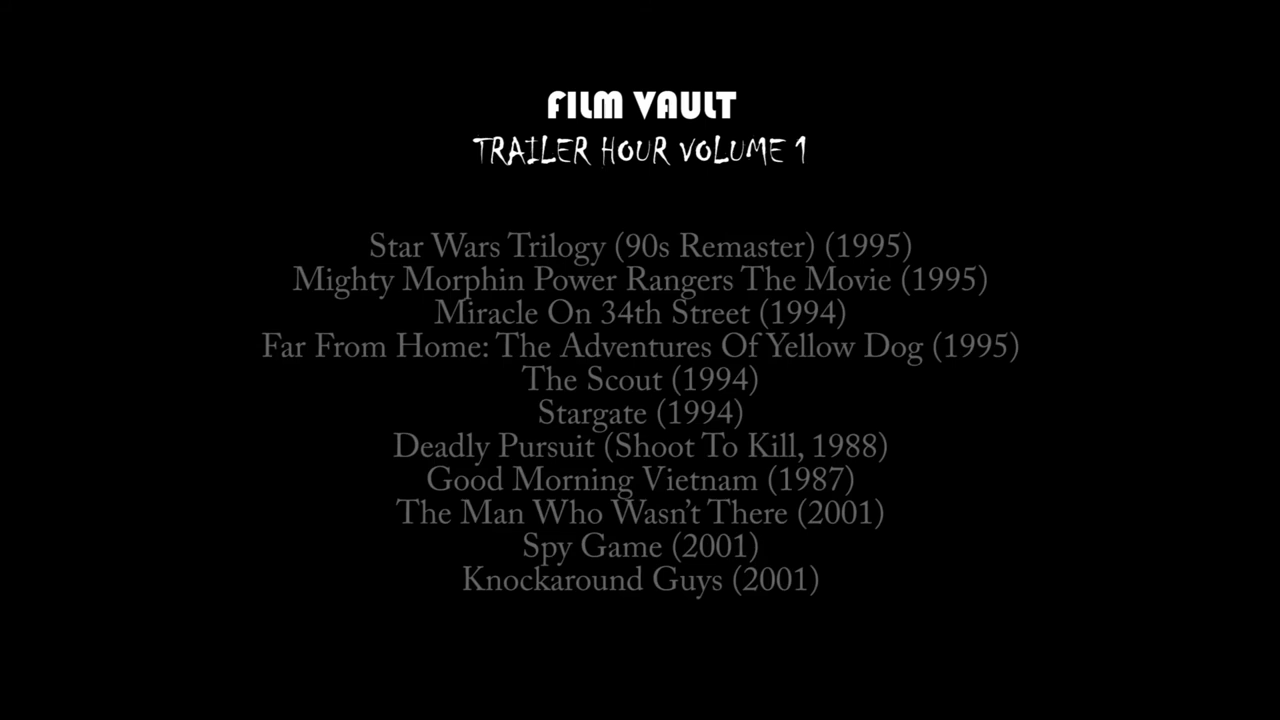 FILM VAULT
TRAILER HOUR VOLUME 1
Star Wars Trilogy (90s Remaster) (1995)
Mighty Morphin Power Rangers The Movie (1995)
Miracle On 34th Street (1994)
Far From Home: The Adventures Of Yellow Dog (1995)
The Scout (1994)
Stargate (1994)
Deadly Pursuit (Shoot To Kill, 1988)
Good Morning Vietnam (1987)
The Man Who Wasn't There (2001)
Spy Game (2001)
Knockaround Guys (2001)